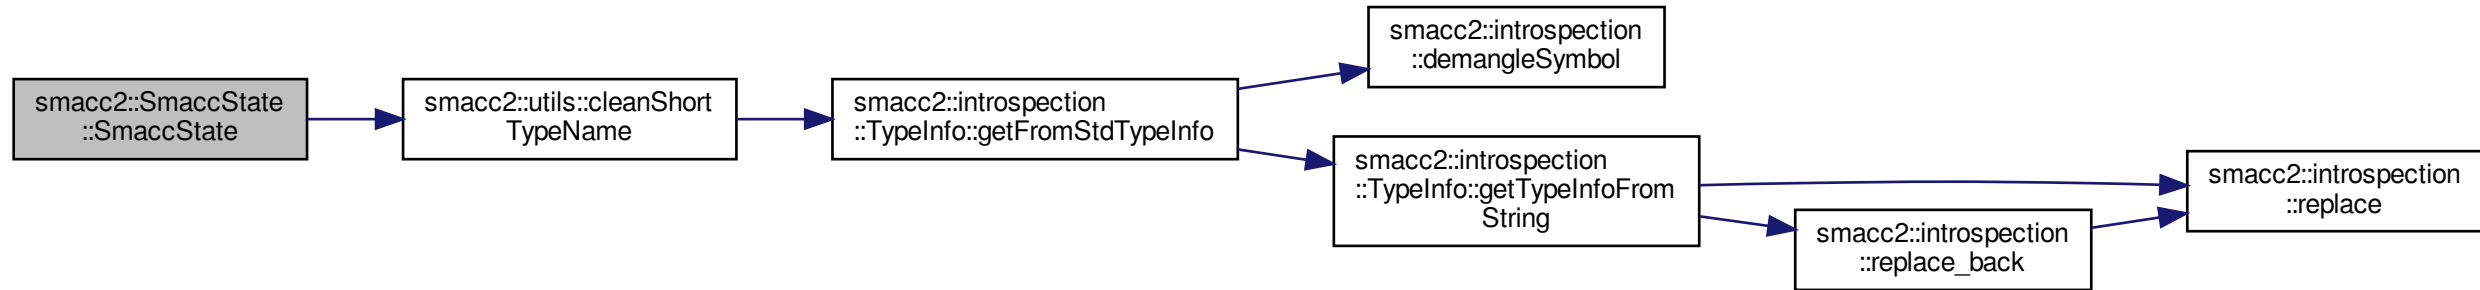 smacc2::SmaccState
::SmaccState
smacc2::utils::cleanShort
TypeName
smacc2::introspection
::TypeInfo::getFromStdTypeInfo
smacc2::introspection
::demangleSymbol
smacc2::introspection
::TypeInfo::getTypeInfoFrom
String
smacc2::introspection
::replace_back
smacc2::introspection
::replace